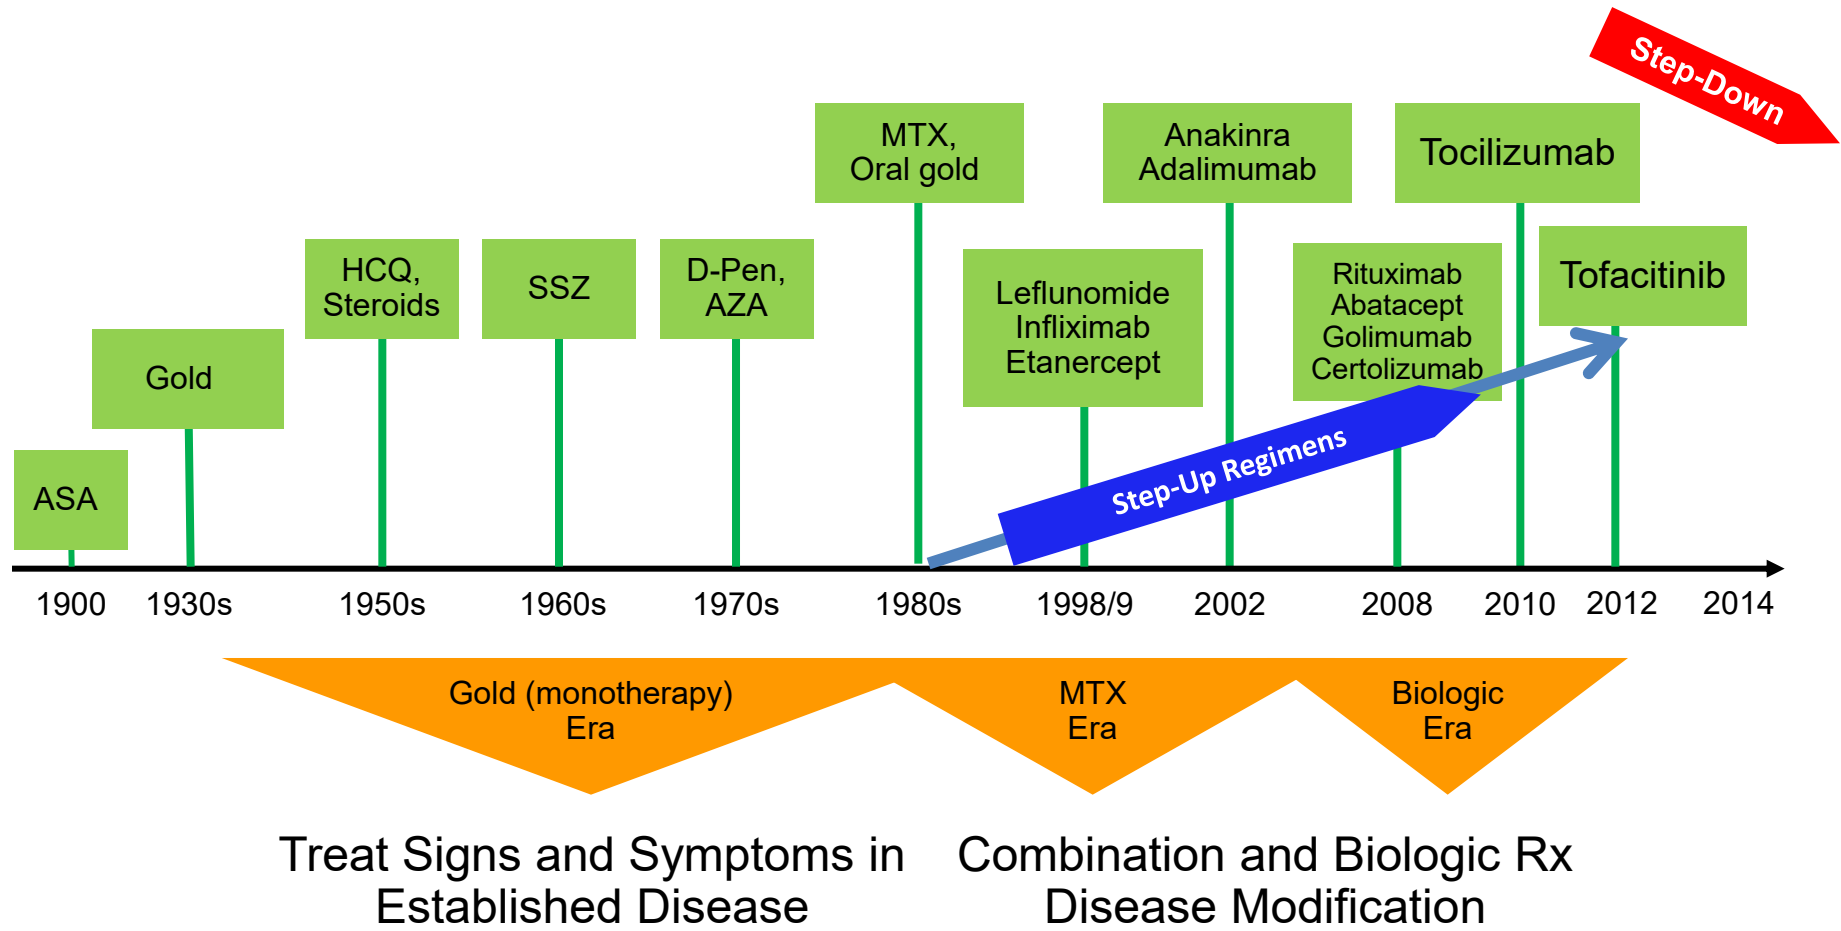 Step-Down
MTX,
Oral gold
Anakinra
Adalimumab
Tocilizumab
HCQ,
Steroids
SSZ
D-Pen,
AZA
Leflunomide
Infliximab
Etanercept
Rituximab
Abatacept
Golimumab
Certolizumab
Tofacitinib
Gold
ASA
Step-Up Regimens
1900 1930s 1950s 1960s 1970s 1980s 1998/9 2002 2008 2010 2012 2014
Gold (monotherapy)
Era
MTX
Era
Biologic
Era
Treat Signs and Symptoms in
Established Disease
Combination and Biologic Rx
Disease Modification